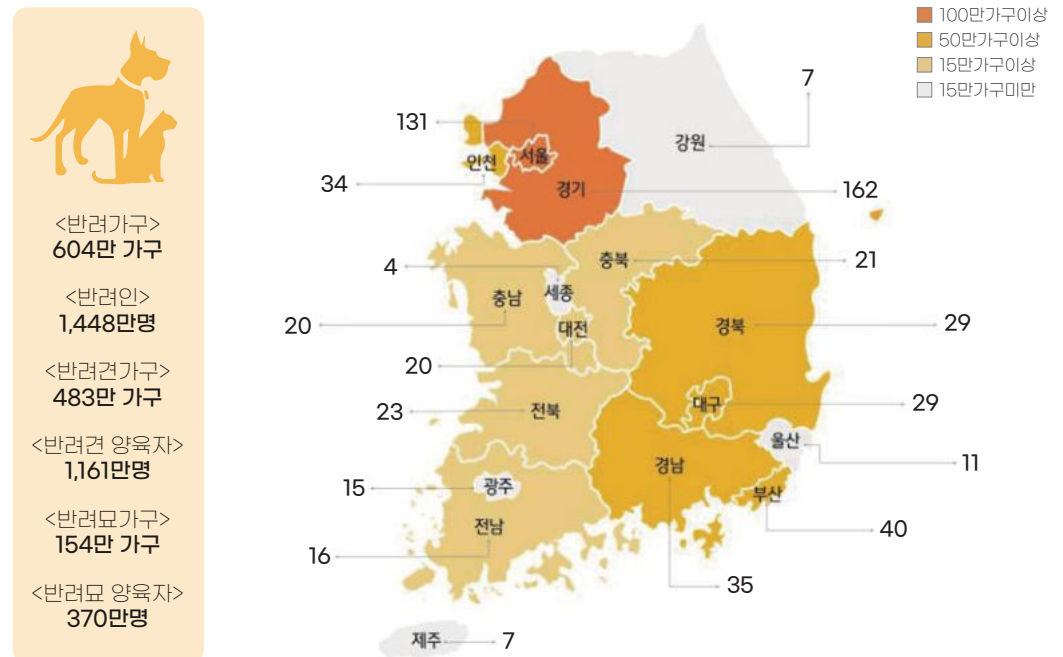 <반려가구>
604만 가구
<반려인>
1,448만명
<반려견가구>
483만 가구
<반려견 양육자>
1,161만명
<반려묘가구>
154만 가구
<반려묘 양육자>
370만명
100만가구이상
50만가구이상
15만가구이상
15만가구미만
7
131
강원
인천
서울
34
경기
162
충북
21
4
세종
충남
20
대전
경북
29
20
대구
29
23
전북
울산
경남
11
15
광주
부산
전남
40
16
35
제주
7